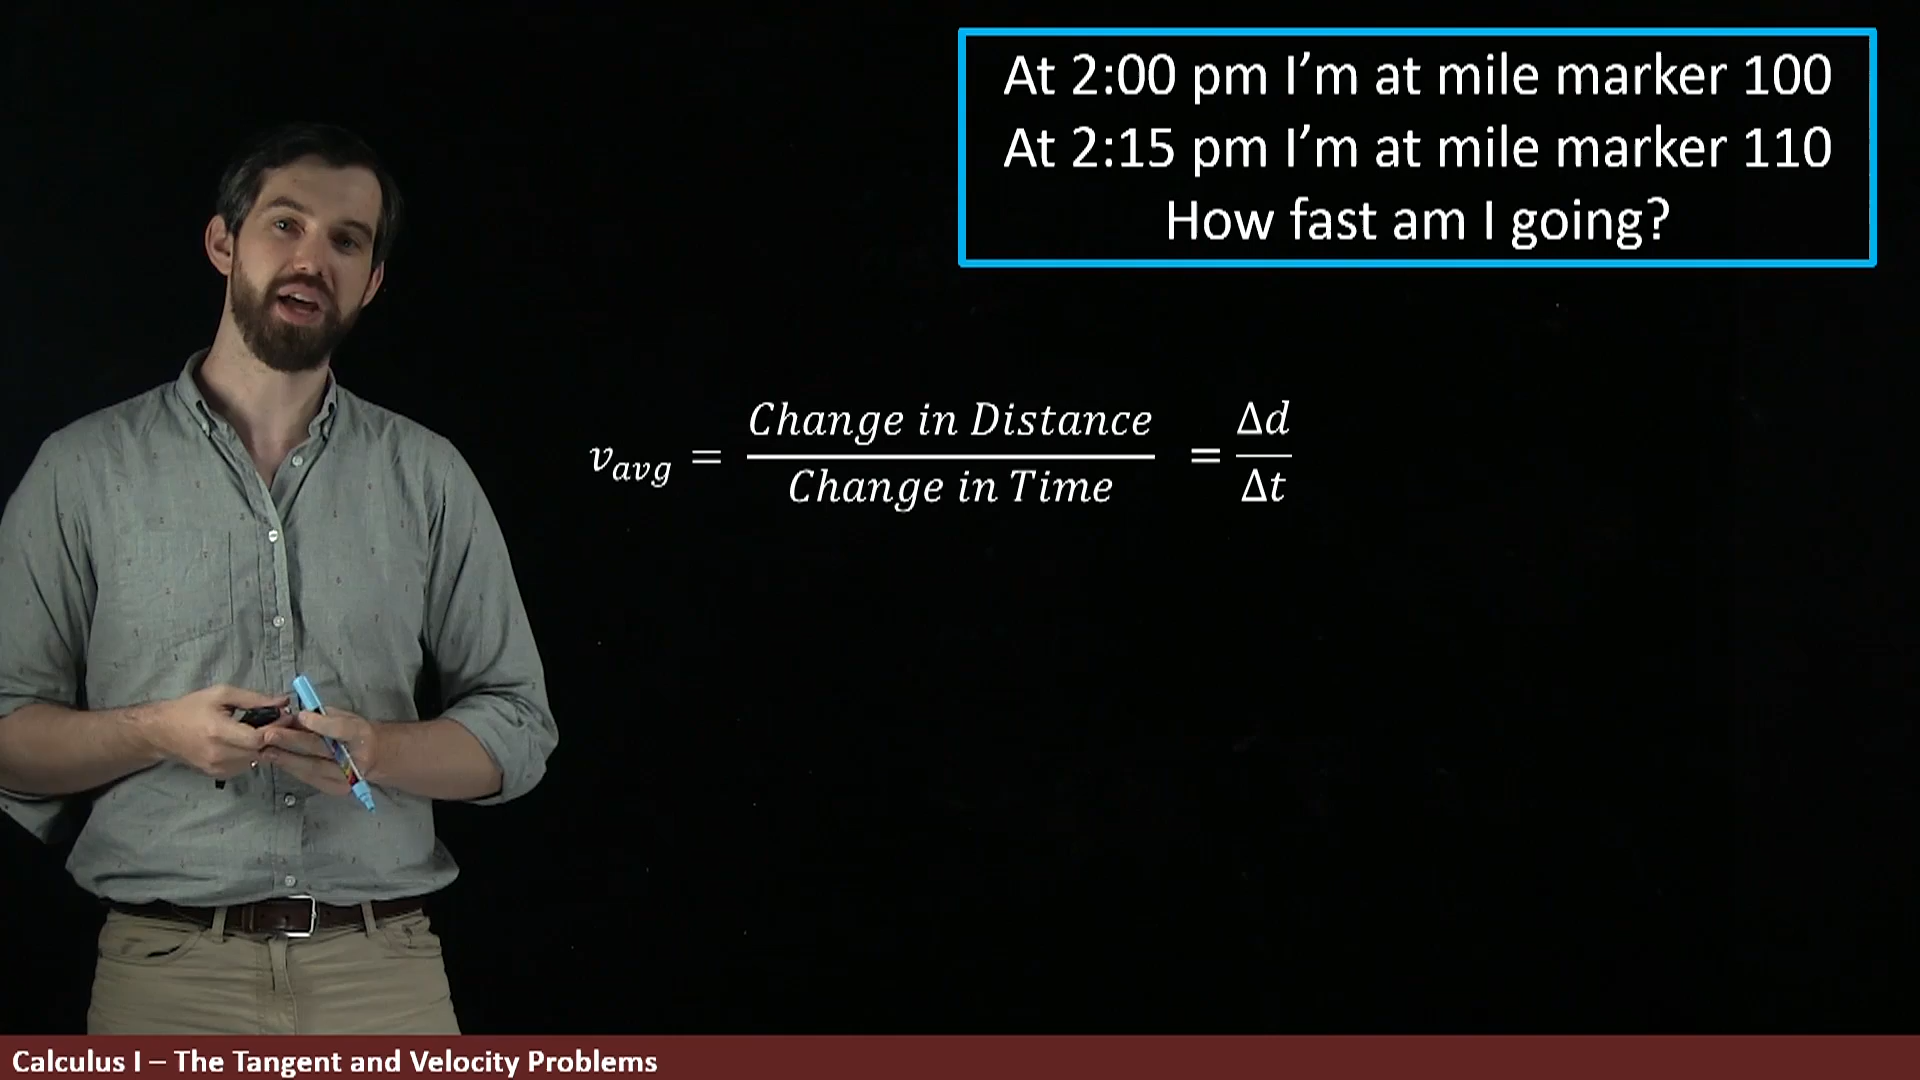 At 2:00 pm I’m at mile marker 100
At 2:15 pm I’m at mile marker 110
How fast am I going?
v_avg = Change in Distance / Change in Time = Δd / Δt
Calculus I – The Tangent and Velocity Problems